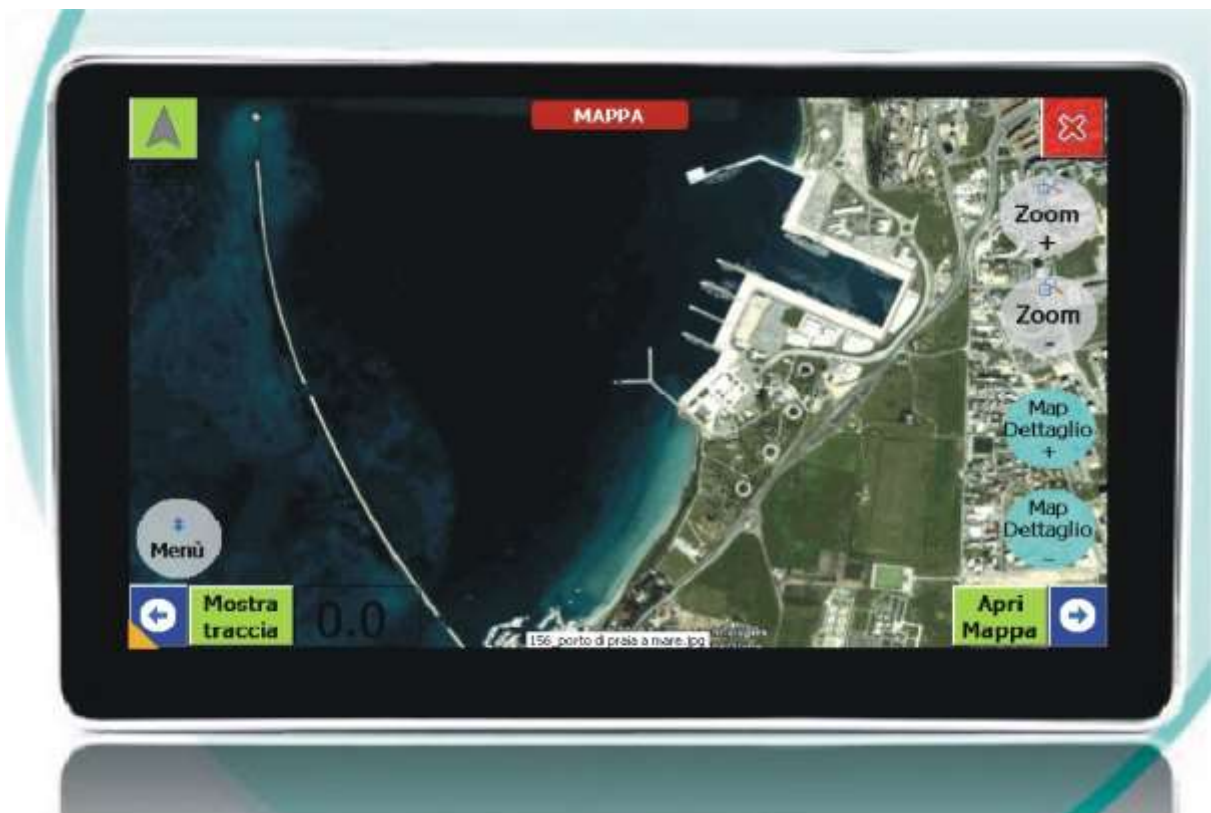 MAPPA
Zoom
+
Zoom
-
Map
Dettaglio
+
Map
Dettaglio
-
Menù
Mostra
traccia
0.0
156_porto di praia a mare.jpg
Apri
Mappa